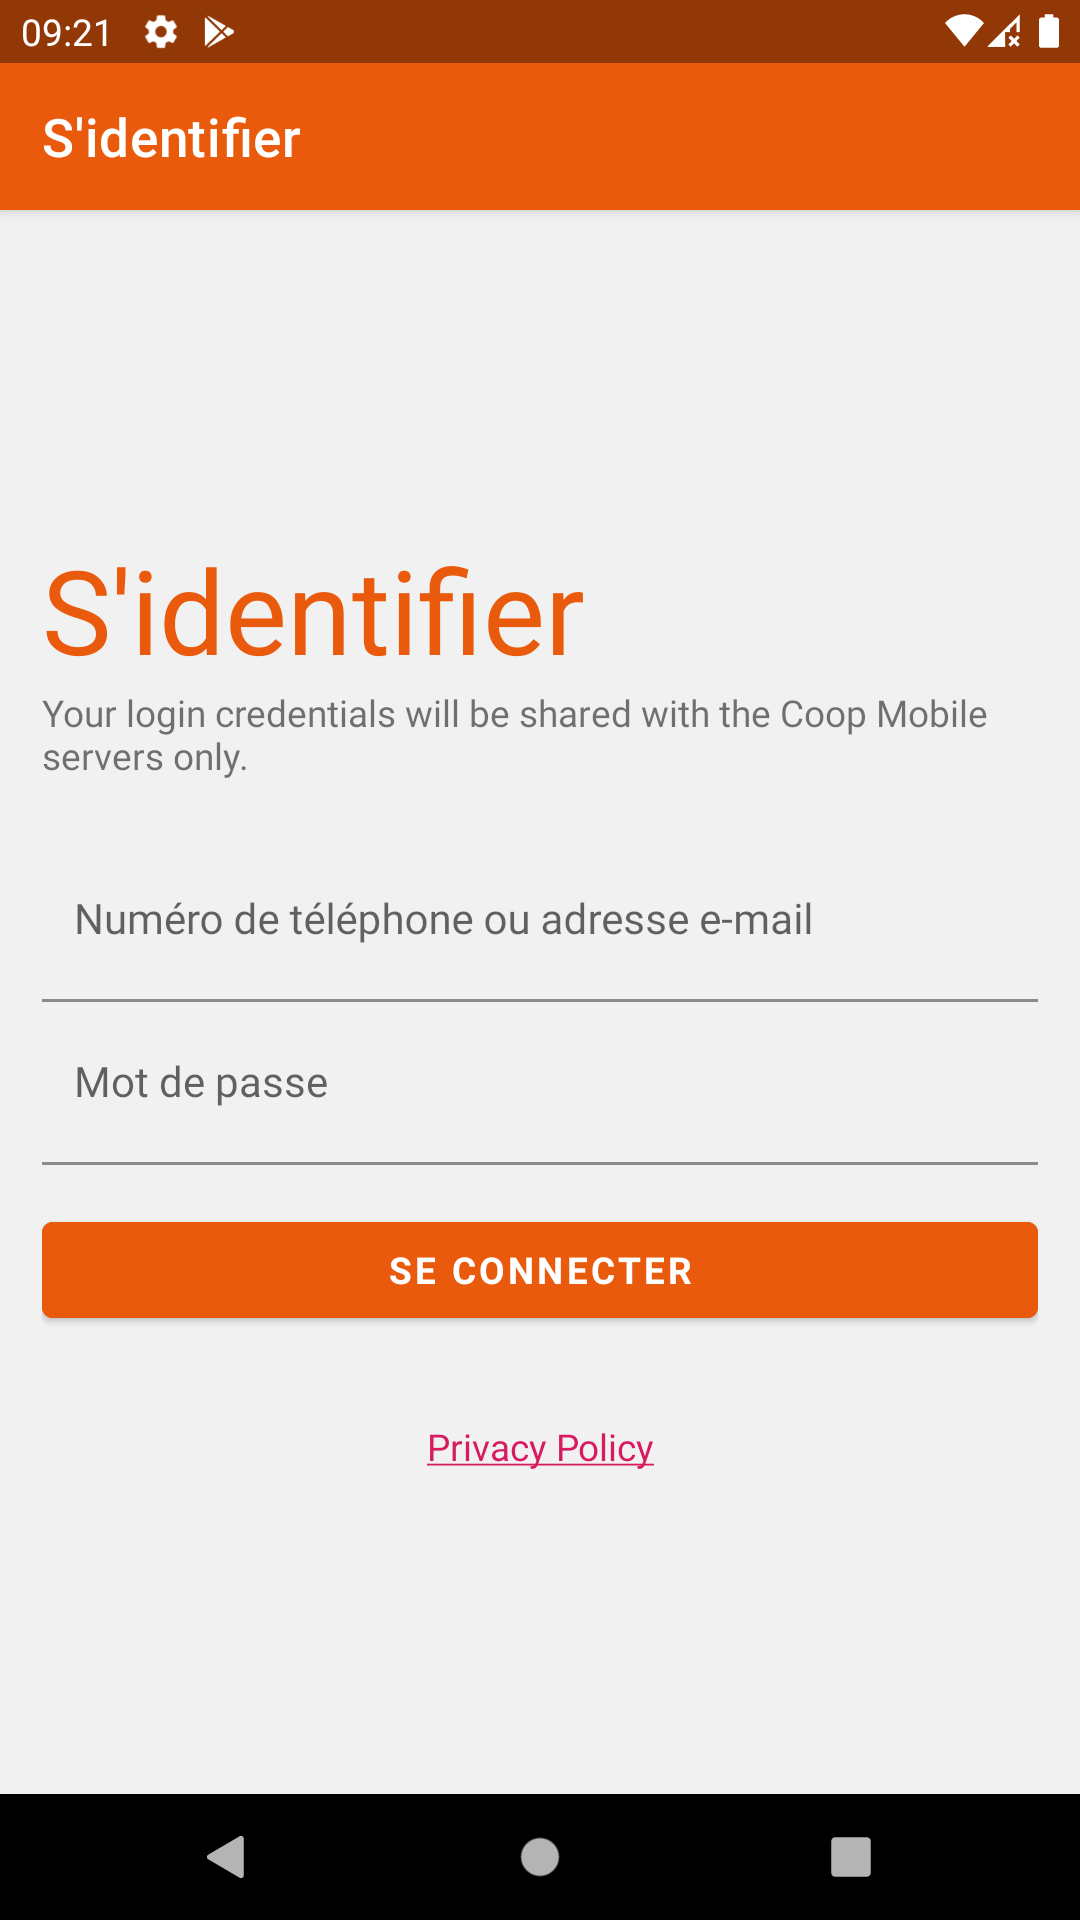 09:21
S'identifier
S'identifier
Your login credentials will be shared with the Coop Mobile
servers only.
Numéro de téléphone ou adresse e-mail
Mot de passe
SE CONNECTER
Privacy Policy